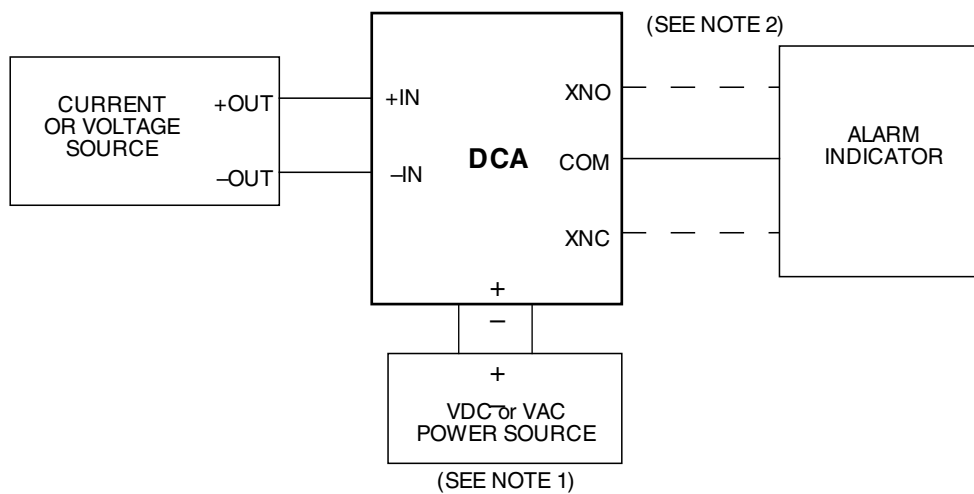 (SEE NOTE 2)
CURRENT
OR VOLTAGE
SOURCE
+OUT
–OUT
+IN
–IN
DCA
XNO
COM
XNC
+
–
ALARM
INDICATOR
+
–
VDC or VAC
POWER SOURCE
(SEE NOTE 1)